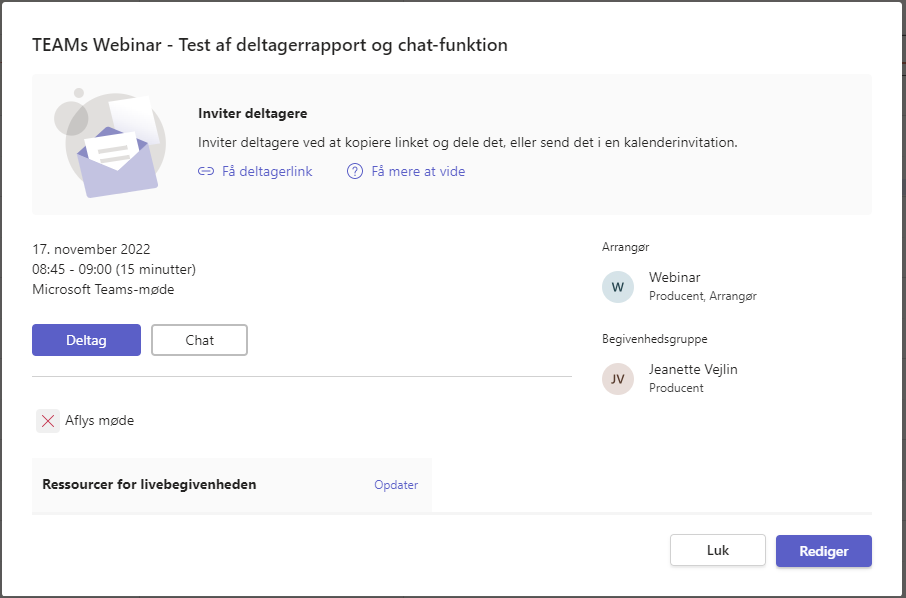 TEAMs Webinar - Test af deltagerrapport og chat-funktion
Inviter deltagere
Inviter deltagere ved at kopiere linket og dele det, eller send det i en kalenderinvitation.
Få deltagerlink
? Få mere at vide
17. november 2022
08:45 - 09:00 (15 minutter)
Microsoft Teams-møde
Deltag
Chat
Aflys møde
Ressourcer for livebegivenheden
Opdater
Arrangør
W
Webinar
Producent, Arrangør
Begivenhedsgruppe
JV
Jeanette Vejlin
Producent
Luk
Rediger